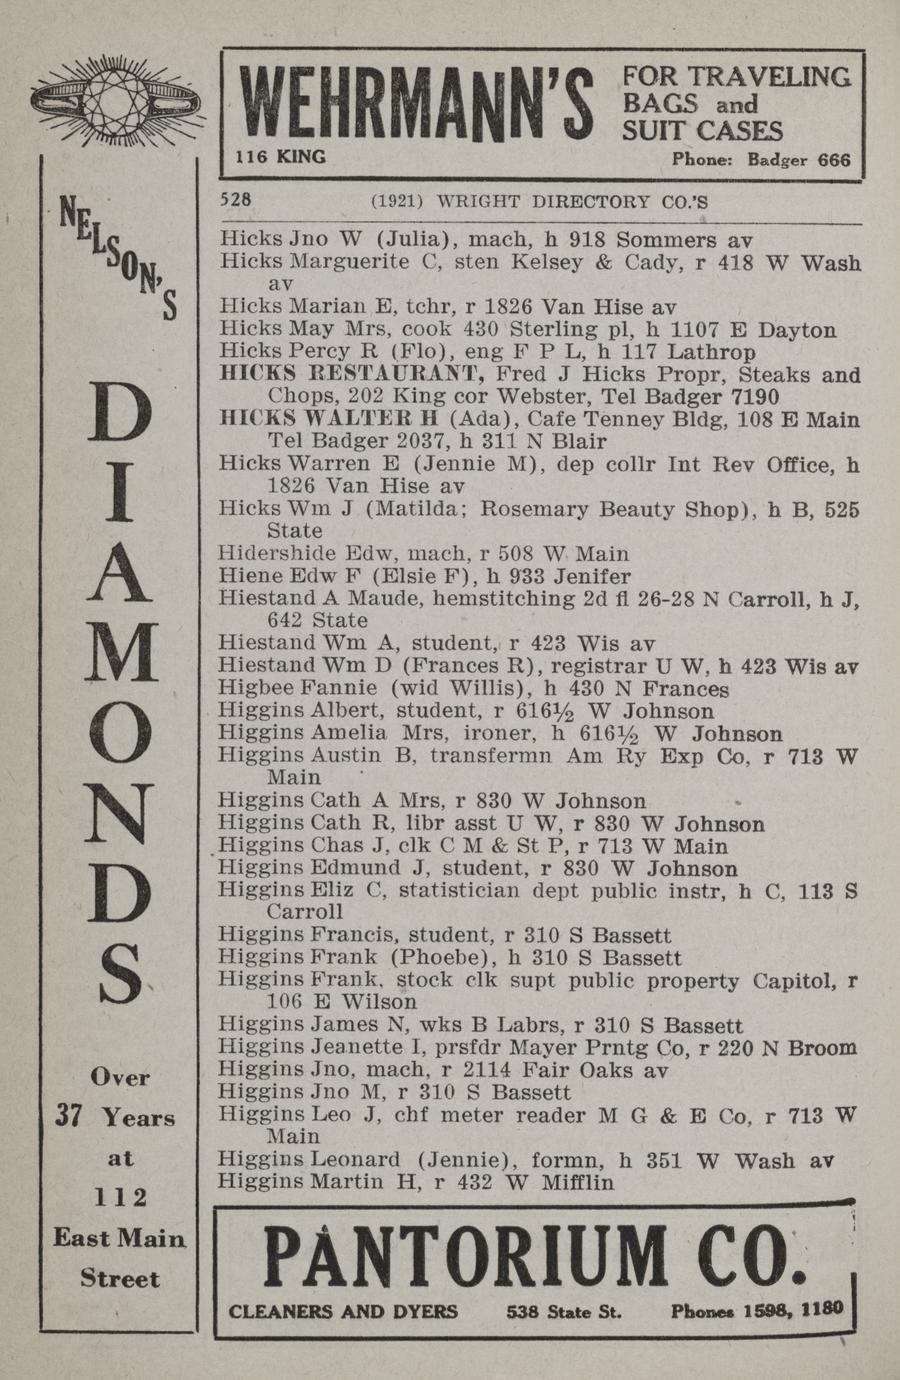 WEHRMANN'S
FOR TRAVELING
BAGS and
SUIT CASES
116 KING
Phone: Badger 666
NELSON'S
DIAMONDS
Over
37 Years
at
112
East Main
Street
528 (1921) WRIGHT DIRECTORY CO.'S
Hicks Jno W (Julia), mach, h 918 Sommers av
Hicks Marguerite C, sten Kelsey & Cady, r 418 W Wash
av
Hicks Marian E, tchr, r 1826 Van Hise av
Hicks May Mrs, cook 430 Sterling pl, h 1107 E Dayton
Hicks Percy R (Flo), eng F P L, h 117 Lathrop
HICKS RESTAURANT, Fred J Hicks Propr, Steaks and
Chops, 202 King cor Webster, Tel Badger 7190
HICKS WALTER H (Ada), Cafe Tenney Bldg, 108 E Main
Tel Badger 2037, h 311 N Blair
Hicks Warren E (Jennie M), dep collr Int Rev Office, h
1826 Van Hise av
Hicks Wm J (Matilda; Rosemary Beauty Shop), h B, 525
State
Hidershide Edw, mach, r 508 W Main
Hiene Edw F (Elsie F), h 933 Jenifer
Hiestand A Maude, hemstitching 2d fl 26-28 N Carroll, h J,
642 State
Hiestand Wm A, student, r 423 Wis av
Hiestand Wm D (Frances R), registrar U W, h 423 Wis av
Higbee Fannie (wid Willis), h 430 N Frances
Higgins Albert, student, r 616½ W Johnson
Higgins Amelia Mrs, ironer, h 616½ W Johnson
Higgins Austin B, transfermn Am Ry Exp Co, r 713 W
Main
Higgins Cath A Mrs, r 830 W Johnson
Higgins Cath R, libr asst U W, r 830 W Johnson
Higgins Chas J, clk C M & St P, r 713 W Main
Higgins Edmund J, student, r 830 W Johnson
Higgins Eliz C, statistician dept public instr, h C, 113 S
Carroll
Higgins Francis, student, r 310 S Bassett
Higgins Frank (Phoebe), h 310 S Bassett
Higgins Frank, stock clk supt public property Capitol, r
106 E Wilson
Higgins James N, wks B Labrs, r 310 S Bassett
Higgins Jeanette I, prsfdr Mayer Prntg Co, r 220 N Broom
Higgins Jno, mach, r 2114 Fair Oaks av
Higgins Jno M, r 310 S Bassett
Higgins Leo J, chf meter reader M G & E Co, r 713 W
Main
Higgins Leonard (Jennie), formn, h 351 W Wash av
Higgins Martin H, r 432 W Mifflin
PANTORIUM CO.
CLEANERS AND DYERS 538 State St. Phones 1598, 1180